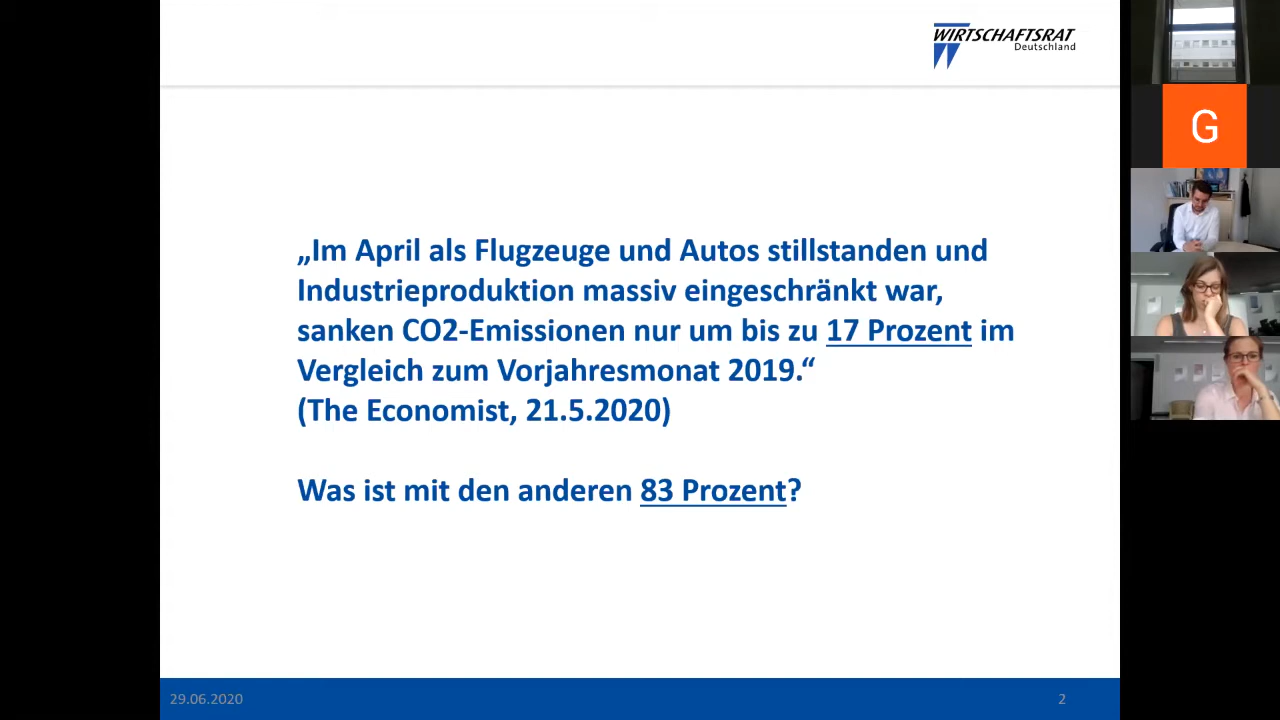 WIRTSCHAFTSRAT
Deutschland
G
„Im April als Flugzeuge und Autos stillstanden und
Industrieproduktion massiv eingeschränkt war,
sanken CO2-Emissionen nur um bis zu 17 Prozent im
Vergleich zum Vorjahresmonat 2019.“
(The Economist, 21.5.2020)
Was ist mit den anderen 83 Prozent?
29.06.2020
2